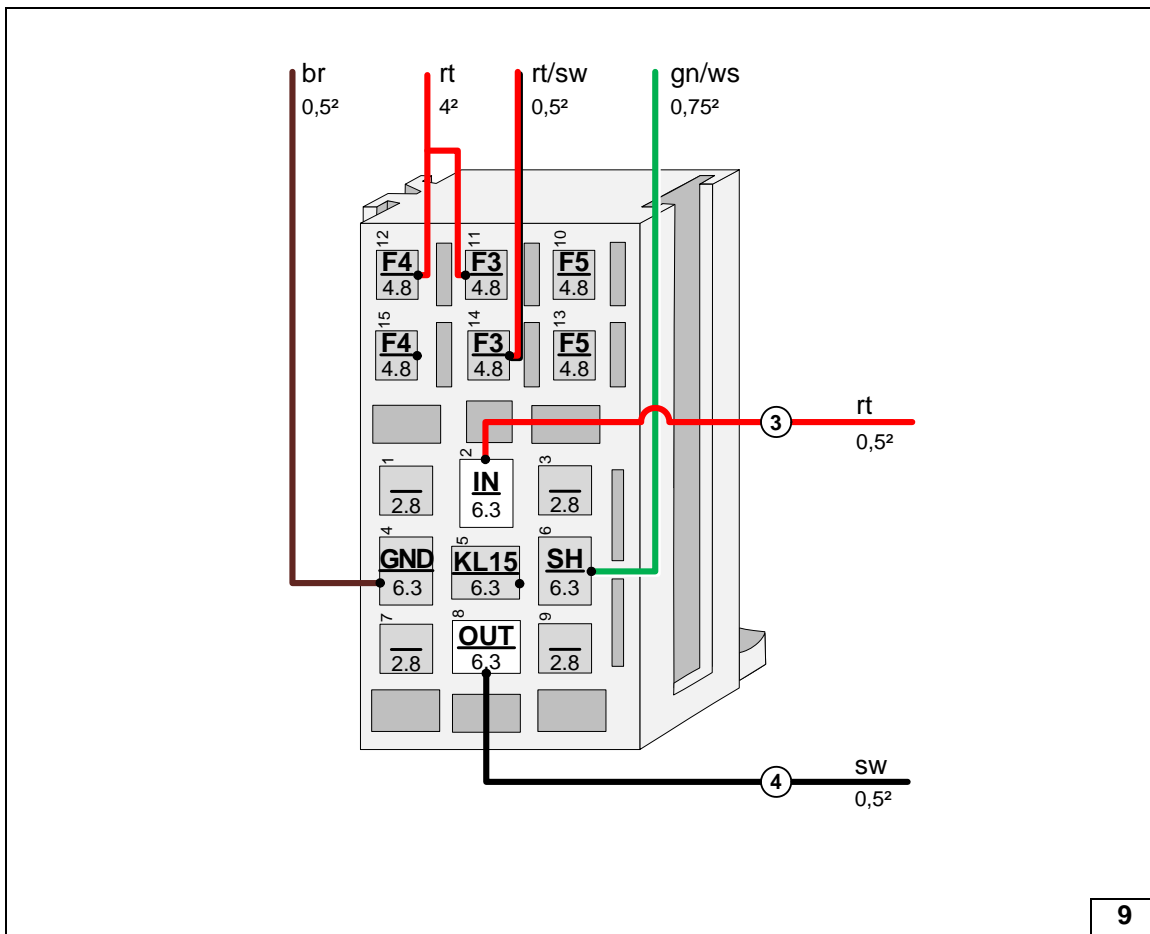 br rt rt/sw gn/ws
0,5² 4² 0,5² 0,75²
12 11 10
F4 F3 F5
4.8 4.8 4.8
15 14 13
F4 F3 F5
4.8 4.8 4.8
3 rt
0,5²
1 2 3
IN
2.8 6.3 2.8
4 5 6
GND KL15 SH
6.3 6.3 6.3
7 8 9
OUT
2.8 6.3 2.8
4 sw
0,5²
9